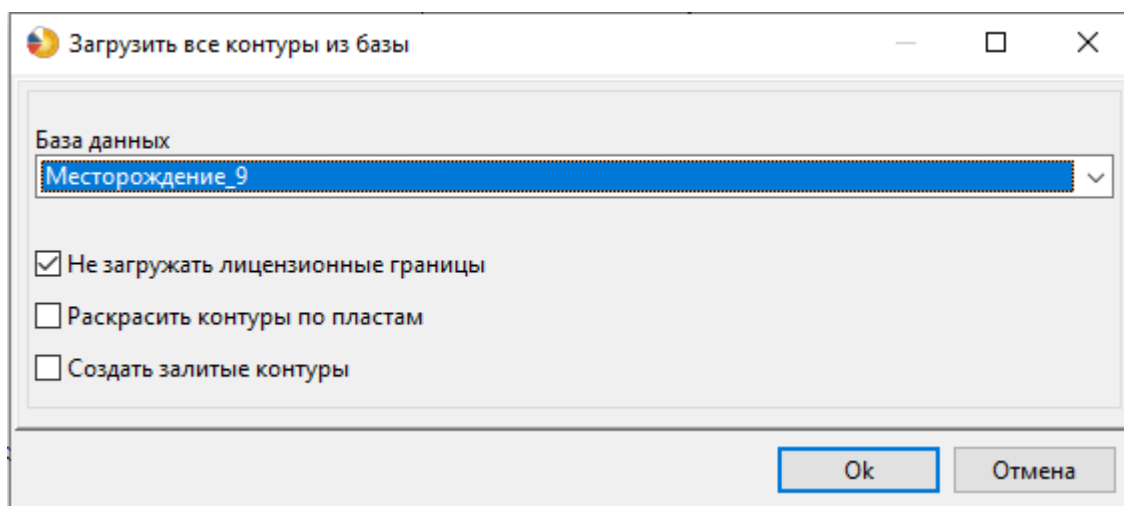 Загрузить все контуры из базы
База данных
Месторождение_9
Не загружать лицензионные границы
Раскрасить контуры по пластам
Создать залитые контуры
Ok Отмена